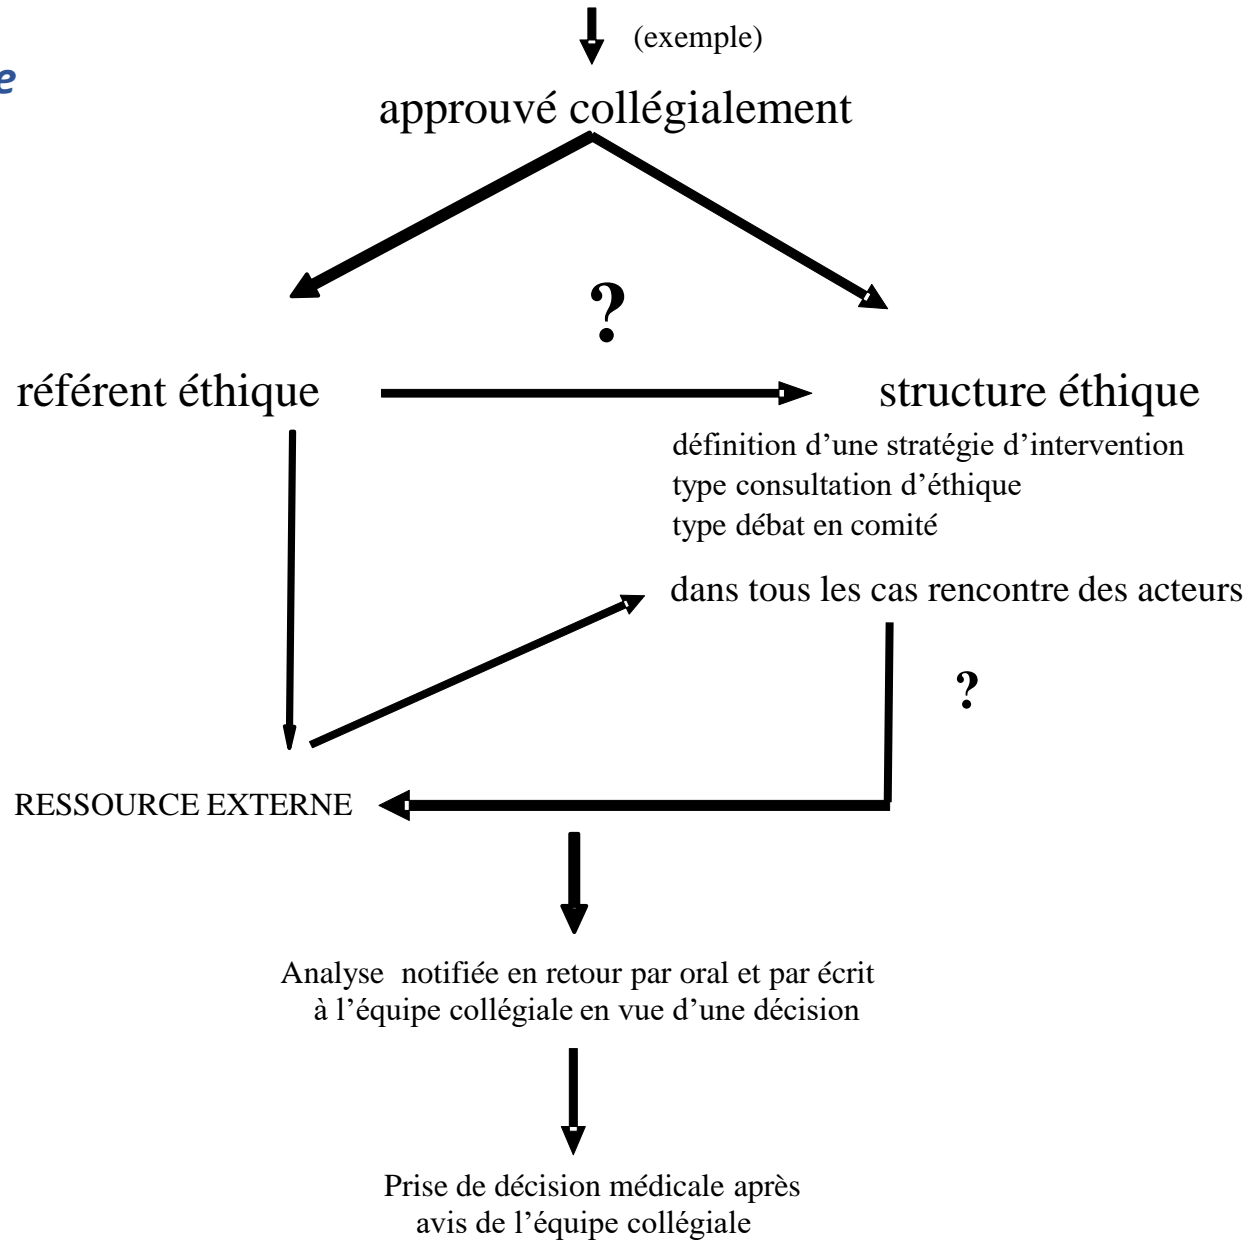 (exemple)
e
approuvé collégialement
?
référent éthique
structure éthique
définition d’une stratégie d’intervention
type consultation d’éthique
type débat en comité
dans tous les cas rencontre des acteurs
?
RESSOURCE EXTERNE
Analyse notifiée en retour par oral et par écrit
à l’équipe collégiale en vue d’une décision
Prise de décision médicale après
avis de l’équipe collégiale